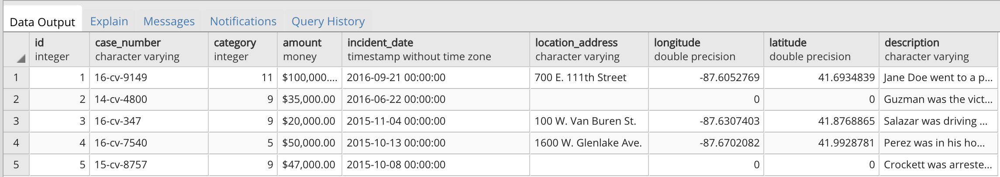 Data Output Explain Messages Notifications Query History
id case_number category amount incident_date location_address longitude latitude description
integer character varying integer money timestamp without time zone character varying double precision double precision character varying
1 1 16-cv-9149 11 $100,000.... 2016-09-21 00:00:00 700 E. 111th Street -87.6052769 41.6934839 Jane Doe went to a p...
2 2 14-cv-4800 9 $35,000.00 2016-06-22 00:00:00 0 0 Guzman was the vict...
3 3 16-cv-347 9 $20,000.00 2015-11-04 00:00:00 100 W. Van Buren St. -87.6307403 41.8768865 Salazar was driving ...
4 4 16-cv-7540 5 $50,000.00 2015-10-13 00:00:00 1600 W. Glenlake Ave. -87.6702082 41.9928781 Perez was in his ho...
5 5 15-cv-8757 9 $47,000.00 2015-10-08 00:00:00 0 0 Crockett was arreste...